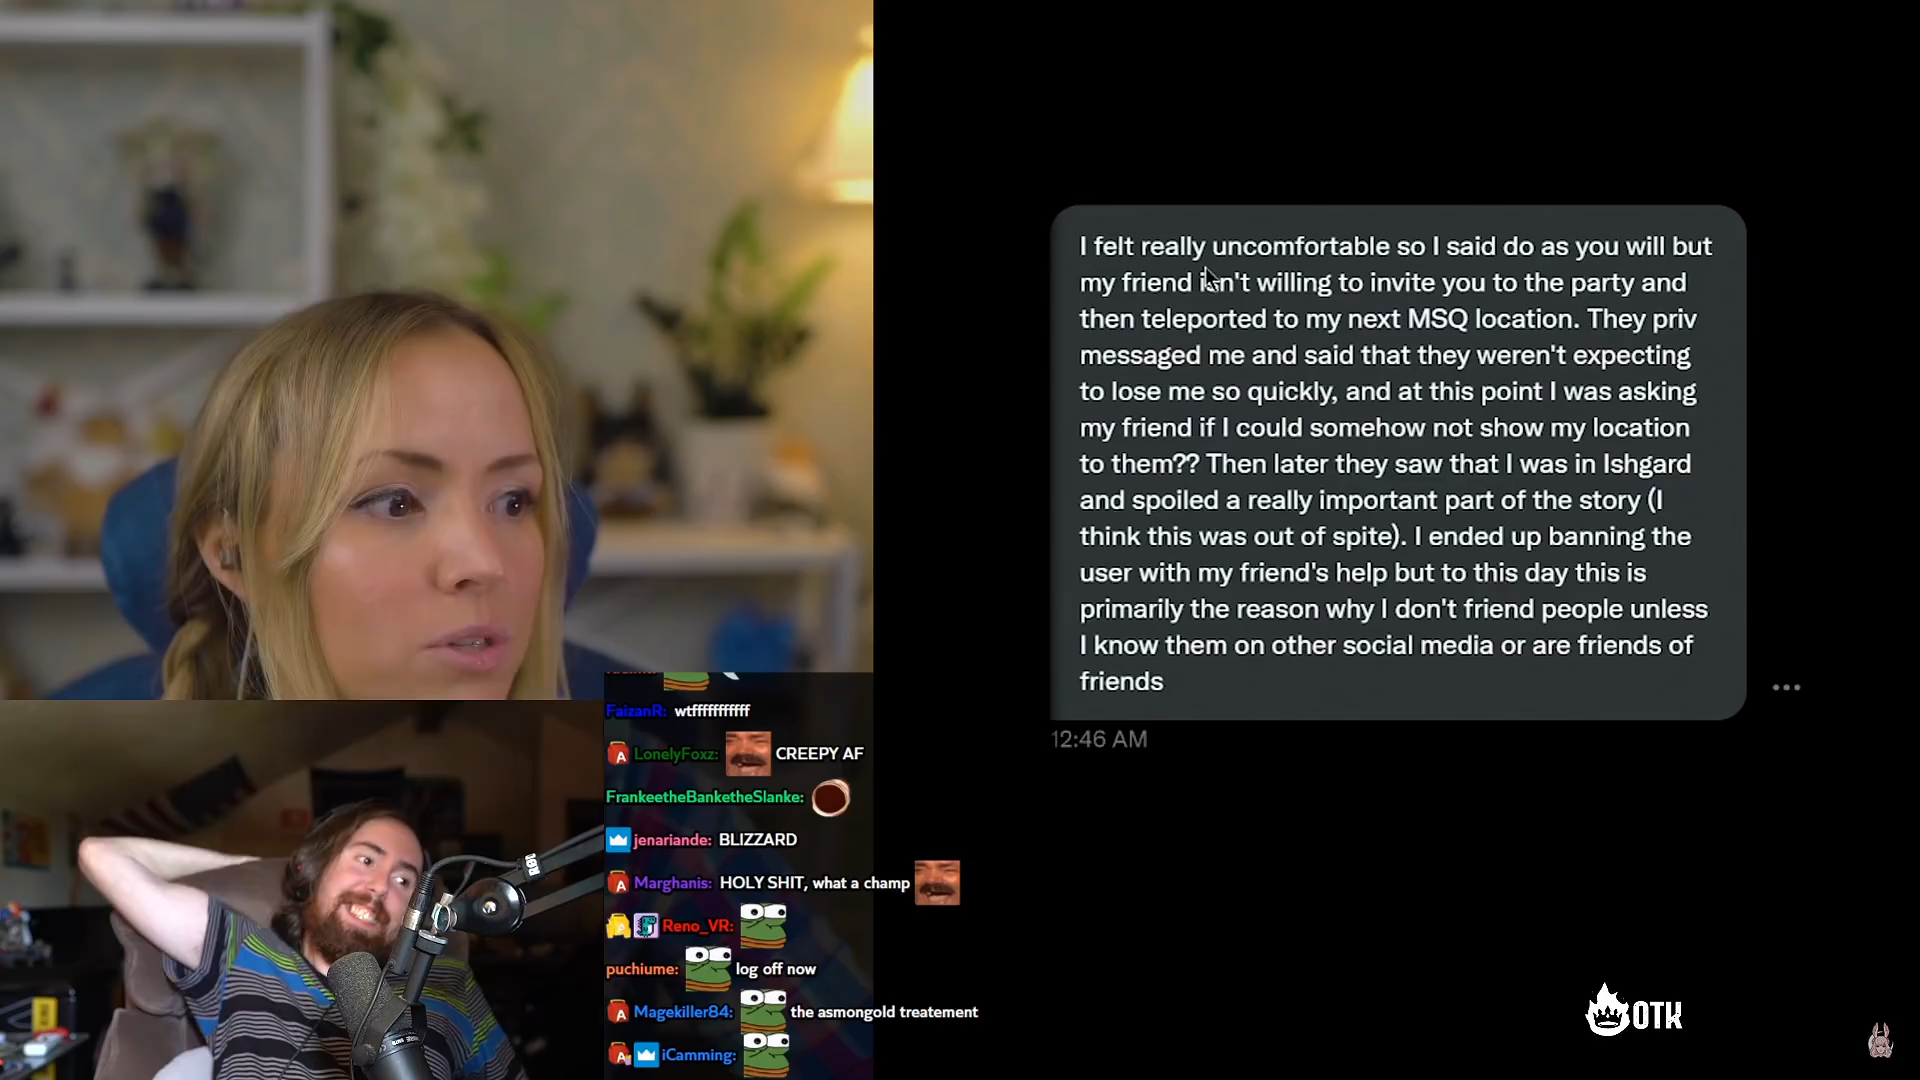 I felt really uncomfortable so I said do as you will but
my friend isn't willing to invite you to the party and
then teleported to my next MSQ location. They priv
messaged me and said that they weren't expecting
to lose me so quickly, and at this point I was asking
my friend if I could somehow not show my location
to them?? Then later they saw that I was in Ishgard
and spoiled a really important part of the story (I
think this was out of spite). I ended up banning the
user with my friend's help but to this day this is
primarily the reason why I don't friend people unless
I know them on other social media or are friends of
friends
...
12:46 AM
FaizanR: wtfffffffffff
LonelyFoxz: CREEPY AF
FrankeetheBanketheSlanke:
jenariande: BLIZZARD
Marghanis: HOLY SHIT, what a champ
Reno_VR:
puchiume: log off now
Magekiller84: the asmongold treatement
iCamming:
OTK